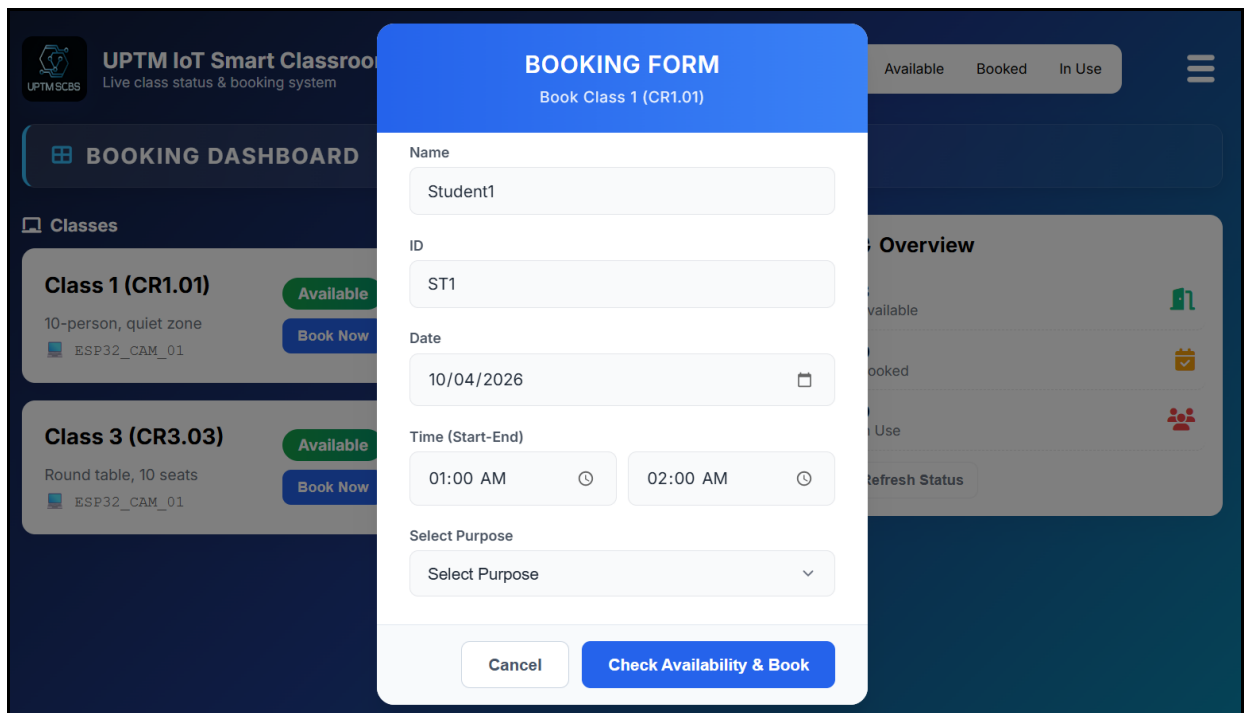 UPTM SCBS
UPTM IoT Smart Classroo
Live class status & booking system
Available Booked In Use
BOOKING DASHBOARD
Classes
Class 1 (CR1.01)
10-person, quiet zone
ESP32_CAM_01
Available
Book Now
Class 3 (CR3.03)
Round table, 10 seats
ESP32_CAM_01
Available
Book Now
BOOKING FORM
Book Class 1 (CR1.01)
Name
Student1
ID
ST1
Date
10/04/2026
Time (Start-End)
01:00 AM 02:00 AM
Select Purpose
Select Purpose
Cancel Check Availability & Book
Overview
vailable
ooked
Use
Refresh Status